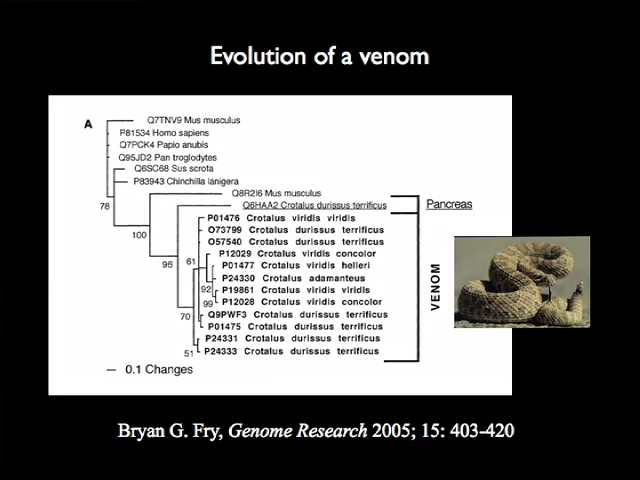 Evolution of a venom
A
Q7TNV9 Mus musculus
P81534 Homo sapiens
Q7PCK4 Papio anubis
Q95JD2 Pan troglodytes
Q6SC68 Sus scrofa
P83943 Chinchilla lanigera
Q8R2I6 Mus musculus
Q6HAA2 Crotalus durissus terrificus
Pancreas
P01476 Crotalus viridis viridis
O73799 Crotalus durissus terrificus
O57540 Crotalus durissus terrificus
P12029 Crotalus viridis concolor
P01477 Crotalus viridis helleri
P24330 Crotalus adamanteus
P19861 Crotalus viridis viridis
P12028 Crotalus viridis concolor
Q9PWF3 Crotalus durissus terrificus
P01475 Crotalus durissus terrificus
P24331 Crotalus durissus terrificus
P24333 Crotalus durissus terrificus
VENOM
78
100
96
61
92
99
70
51
0.1 Changes
Bryan G. Fry, Genome Research 2005; 15: 403-420